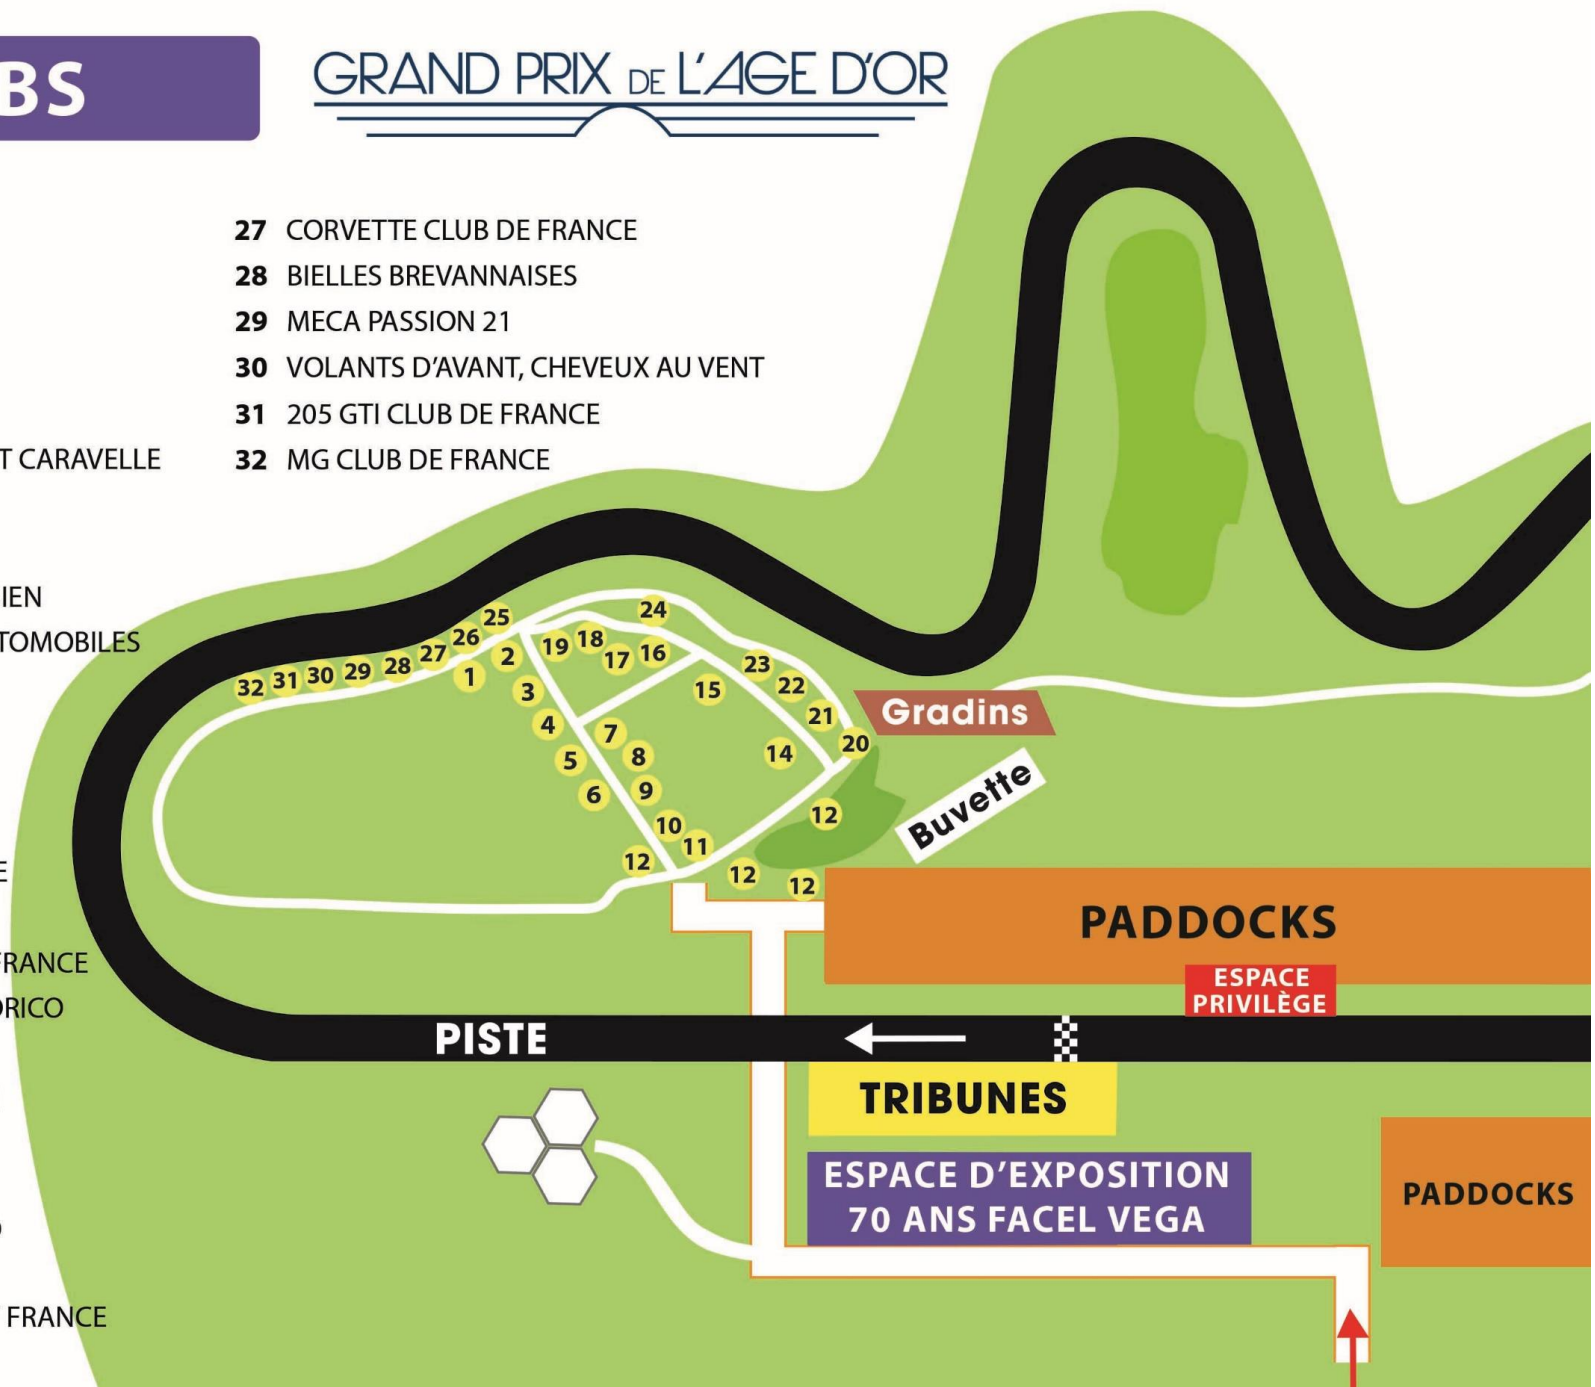 BS
GRAND PRIX DE L'AGE D'OR
27 CORVETTE CLUB DE FRANCE
28 BIELLES BREVANNAISES
29 MECA PASSION 21
30 VOLANTS D'AVANT, CHEVEUX AU VENT
31 205 GTI CLUB DE FRANCE
T CARAVELLE
32 MG CLUB DE FRANCE
IEN
TOMOBILES
E
FRANCE
ORICO
FRANCE
25
24
26
27
28
29
30
31
32
1
2
19
18
17
16
3
4
5
6
7
8
9
10
11
12
15
14
23
22
21
20
12
12
12
Gradins
Buvette
PADDOCKS
ESPACE
PRIVILÈGE
PISTE
TRIBUNES
ESPACE D'EXPOSITION
70 ANS FACEL VEGA
PADDOCKS